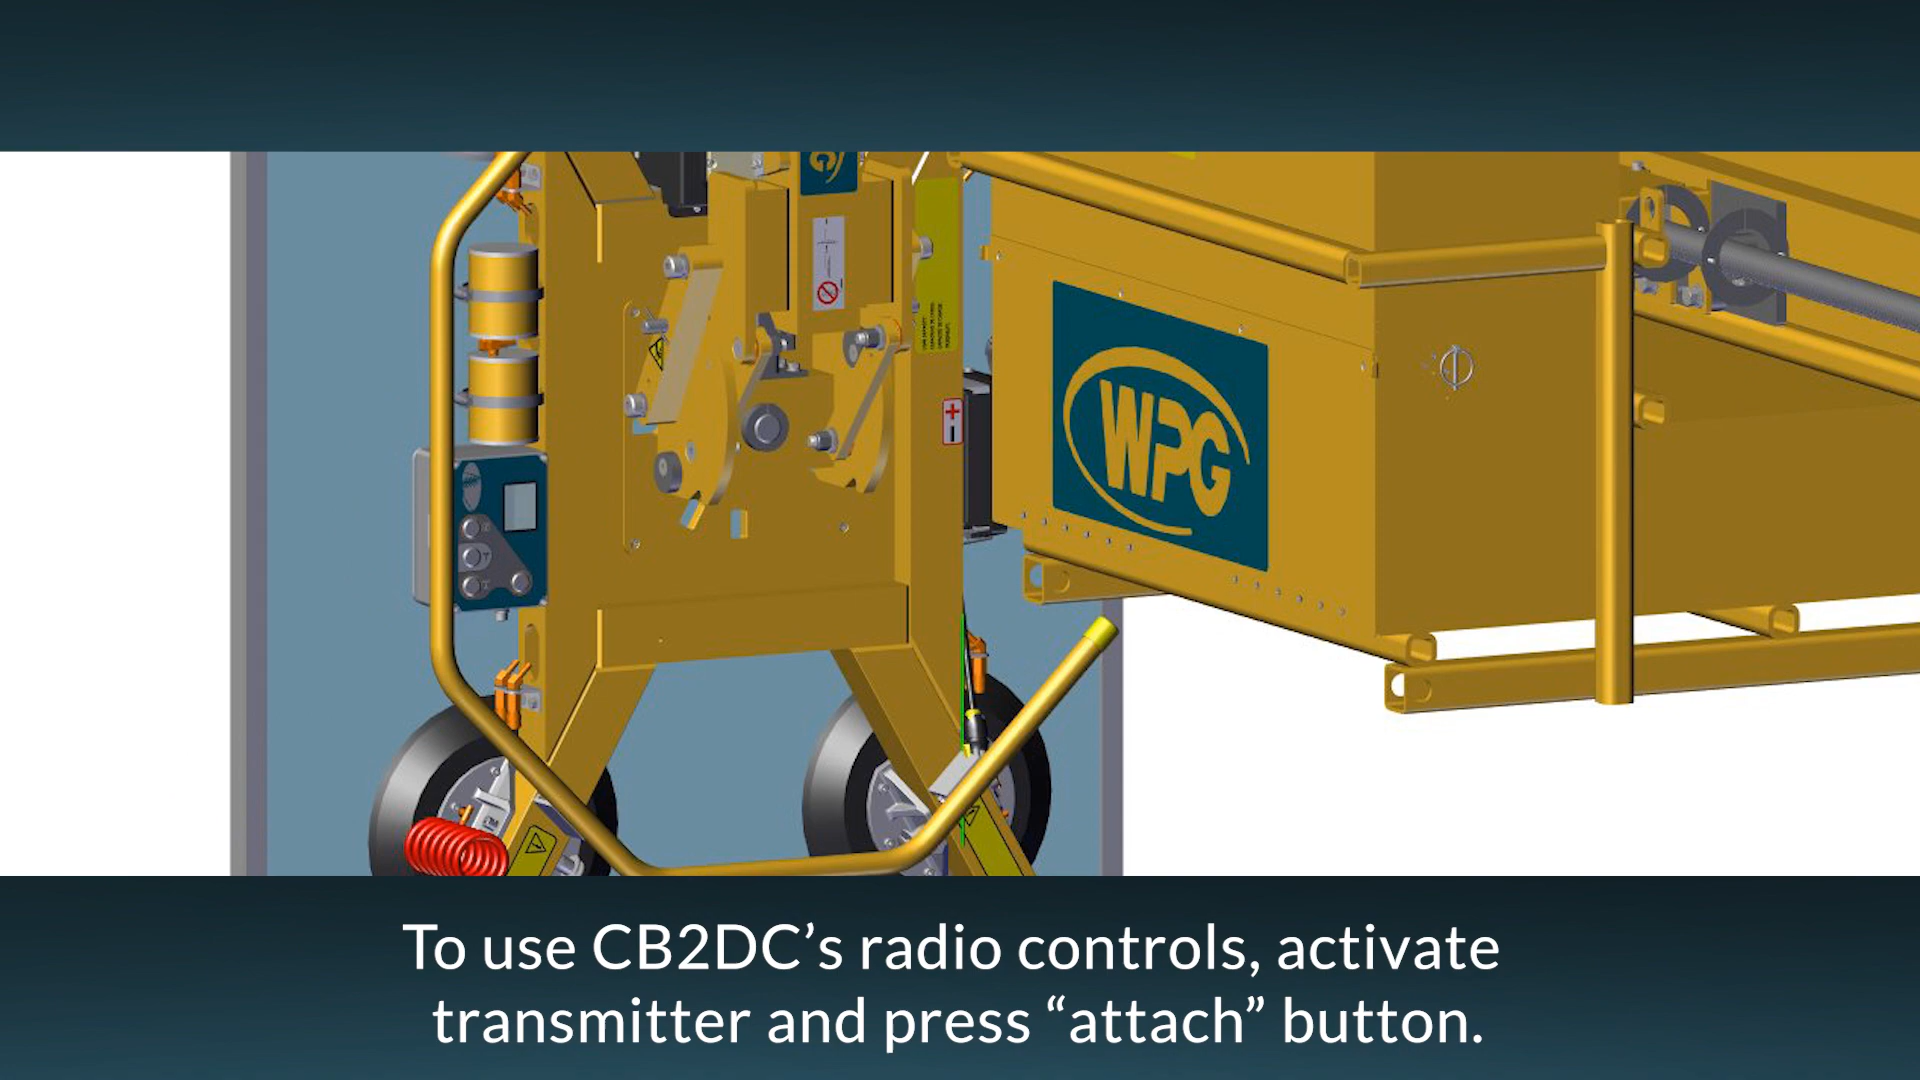 WPG
To use CB2DC’s radio controls, activate
transmitter and press “attach” button.